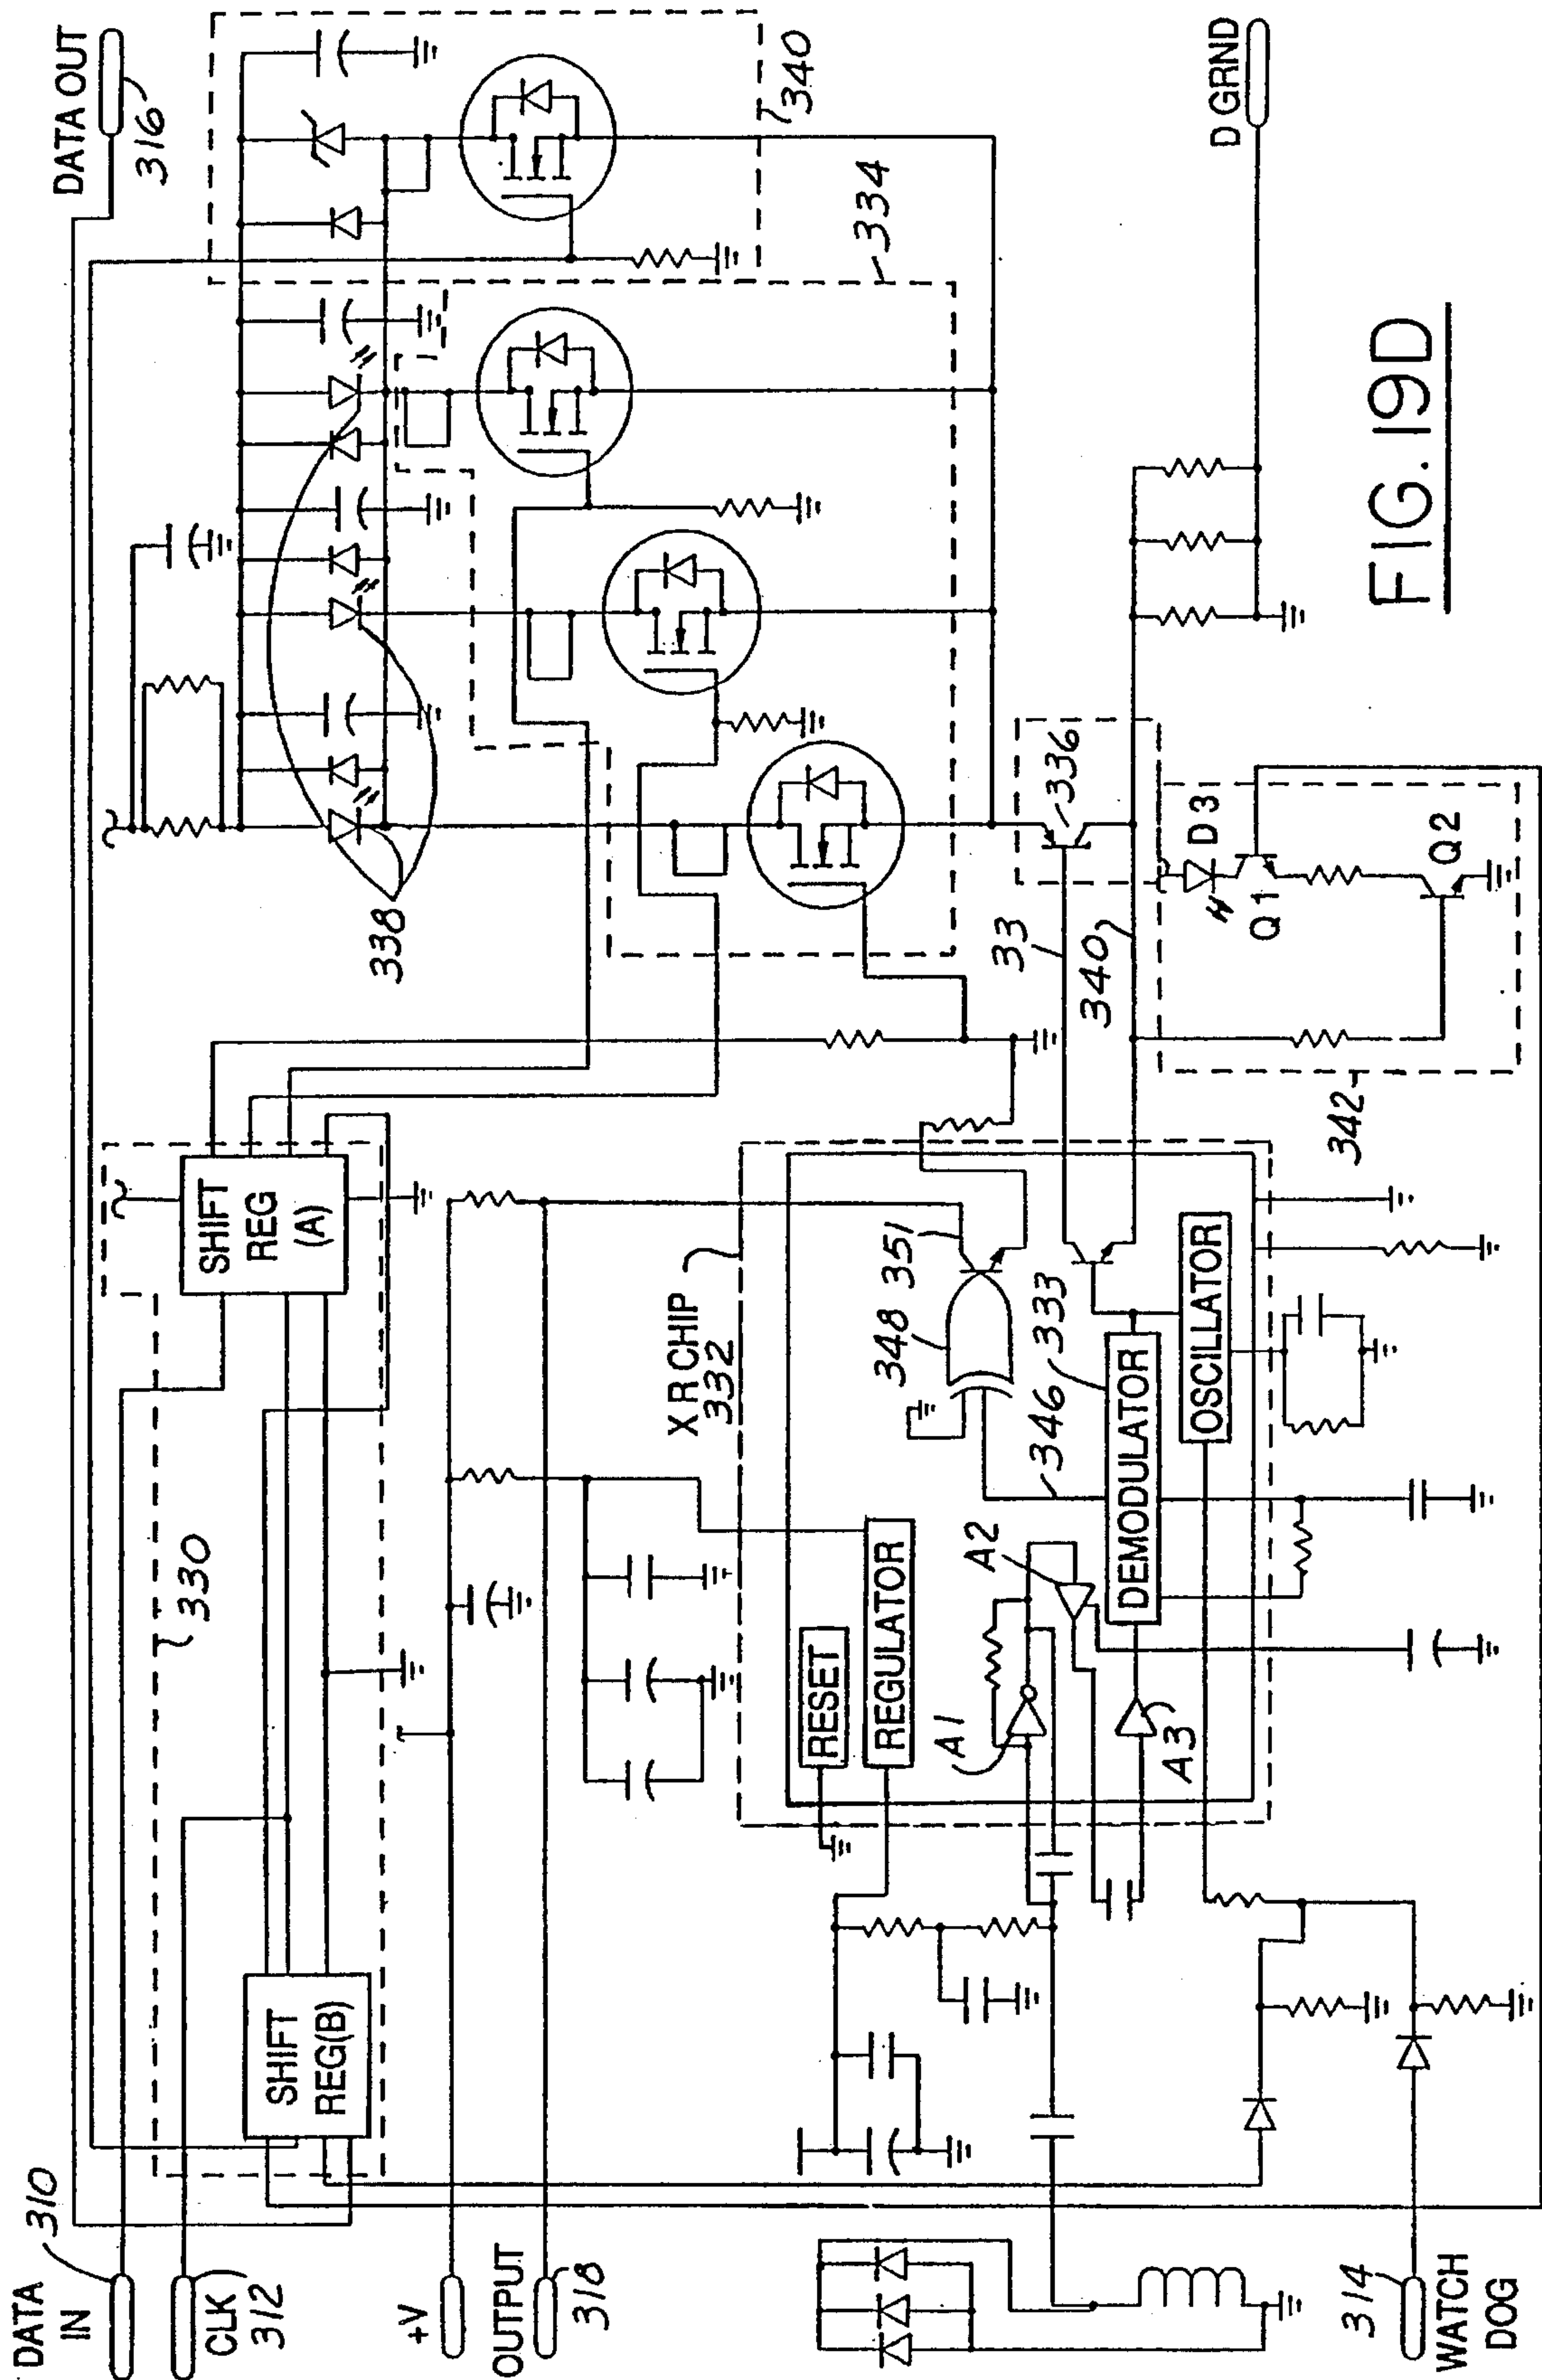 DATA OUT
316
340
334
D GRND
338
336
D3
Q1
Q2
33
340
342
SHIFT
REG
(A)
330
SHIFT
REG(B)
DATA
IN
310
CLK
312
+V
OUTPUT
318
XR CHIP
332
348
351
346
333
RESET
REGULATOR
A1
A2
A3
DEMODULATOR
OSCILLATOR
314
WATCH
DOG
FIG. 19D